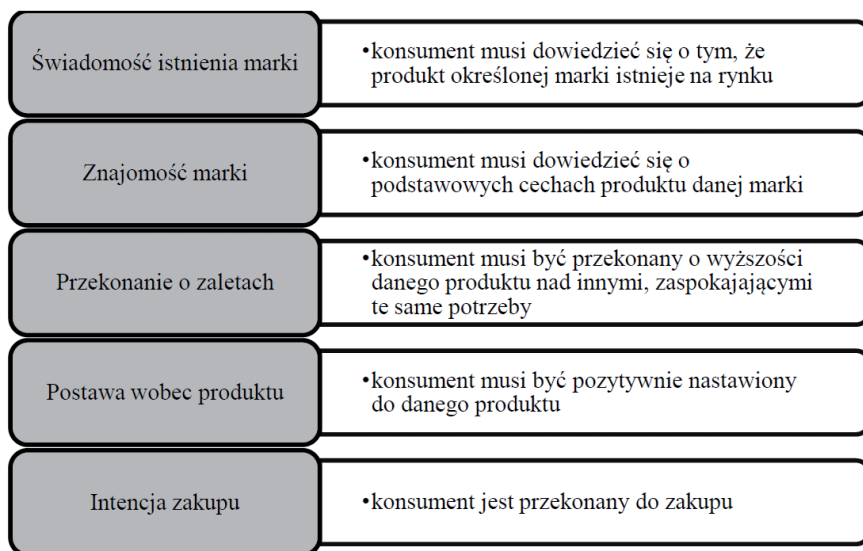 Świadomość istnienia marki
•konsument musi dowiedzieć się o tym, że
produkt określonej marki istnieje na rynku
Znajomość marki
•konsument musi dowiedzieć się o
podstawowych cechach produktu danej marki
Przekonanie o zaletach
•konsument musi być przekonany o wyższości
danego produktu nad innymi, zaspokajającymi
te same potrzeby
Postawa wobec produktu
•konsument musi być pozytywnie nastawiony
do danego produktu
Intencja zakupu
•konsument jest przekonany do zakupu